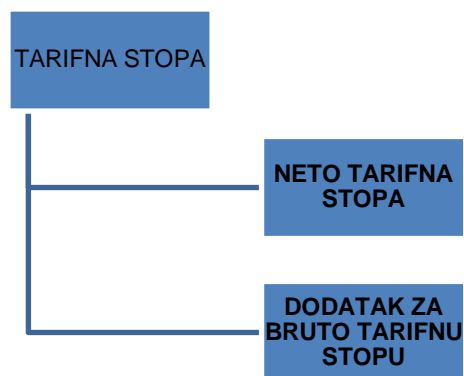 TARIFNA STOPA
NETO TARIFNA
STOPA
DODATAK ZA
BRUTO TARIFNU
STOPU